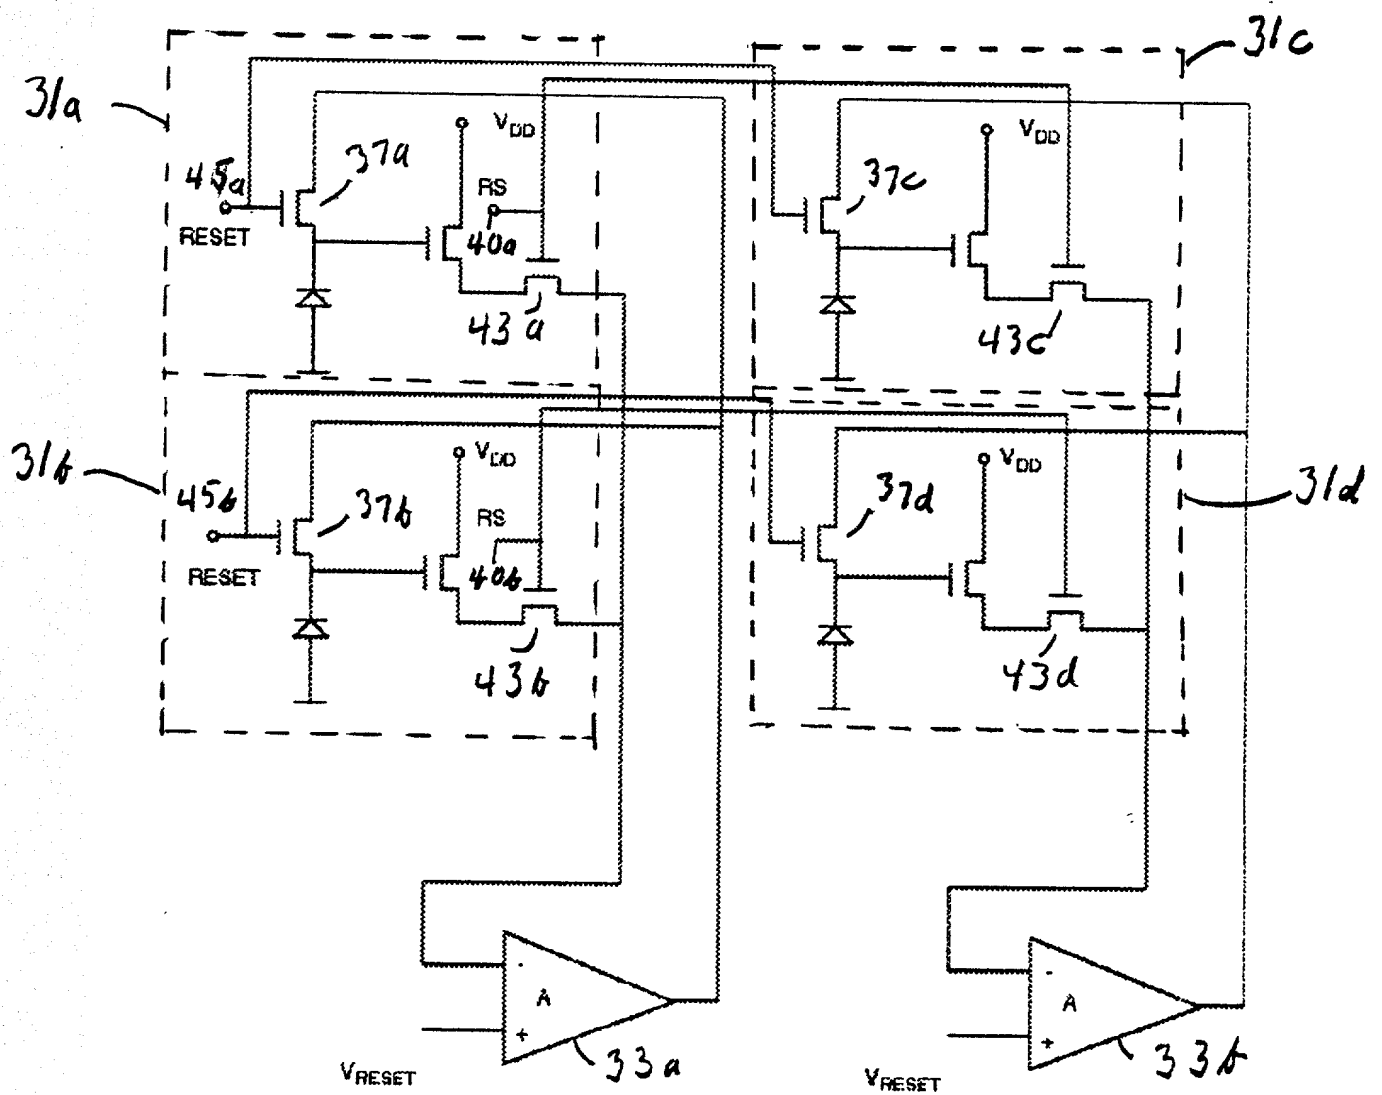 31c
31a
VDD
VDD
37a
45a
RS
37c
RESET
40a
43a
43c
31b
VDD
VDD
31d
45b
37b
RS
37d
RESET
40b
43b
43d
-
-
A
A
+
+
33a
33b
VRESET
VRESET